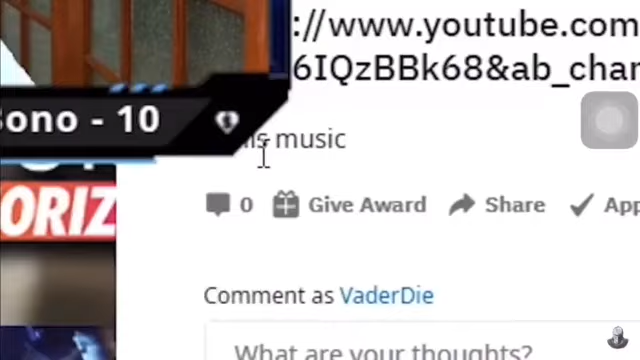 ://www.youtube.com
6IQzBBk68&ab_chan
ono - 10
music
ORIZ
0 Give Award Share App
Comment as VaderDie
What are your thoughts?